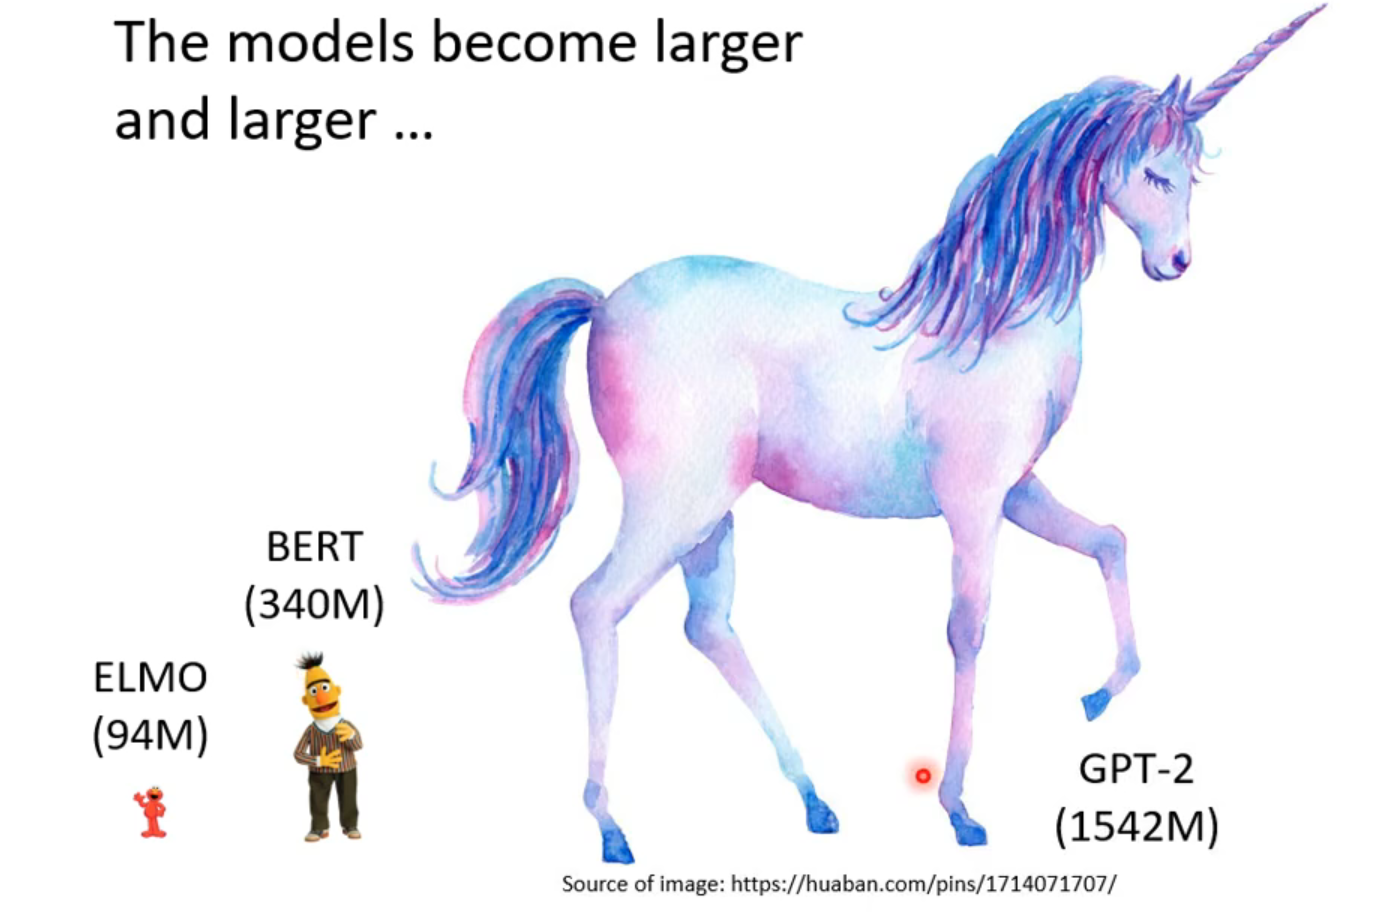 The models become larger
and larger …
BERT
(340M)
ELMO
(94M)
GPT-2
(1542M)
Source of image: https://huaban.com/pins/1714071707/